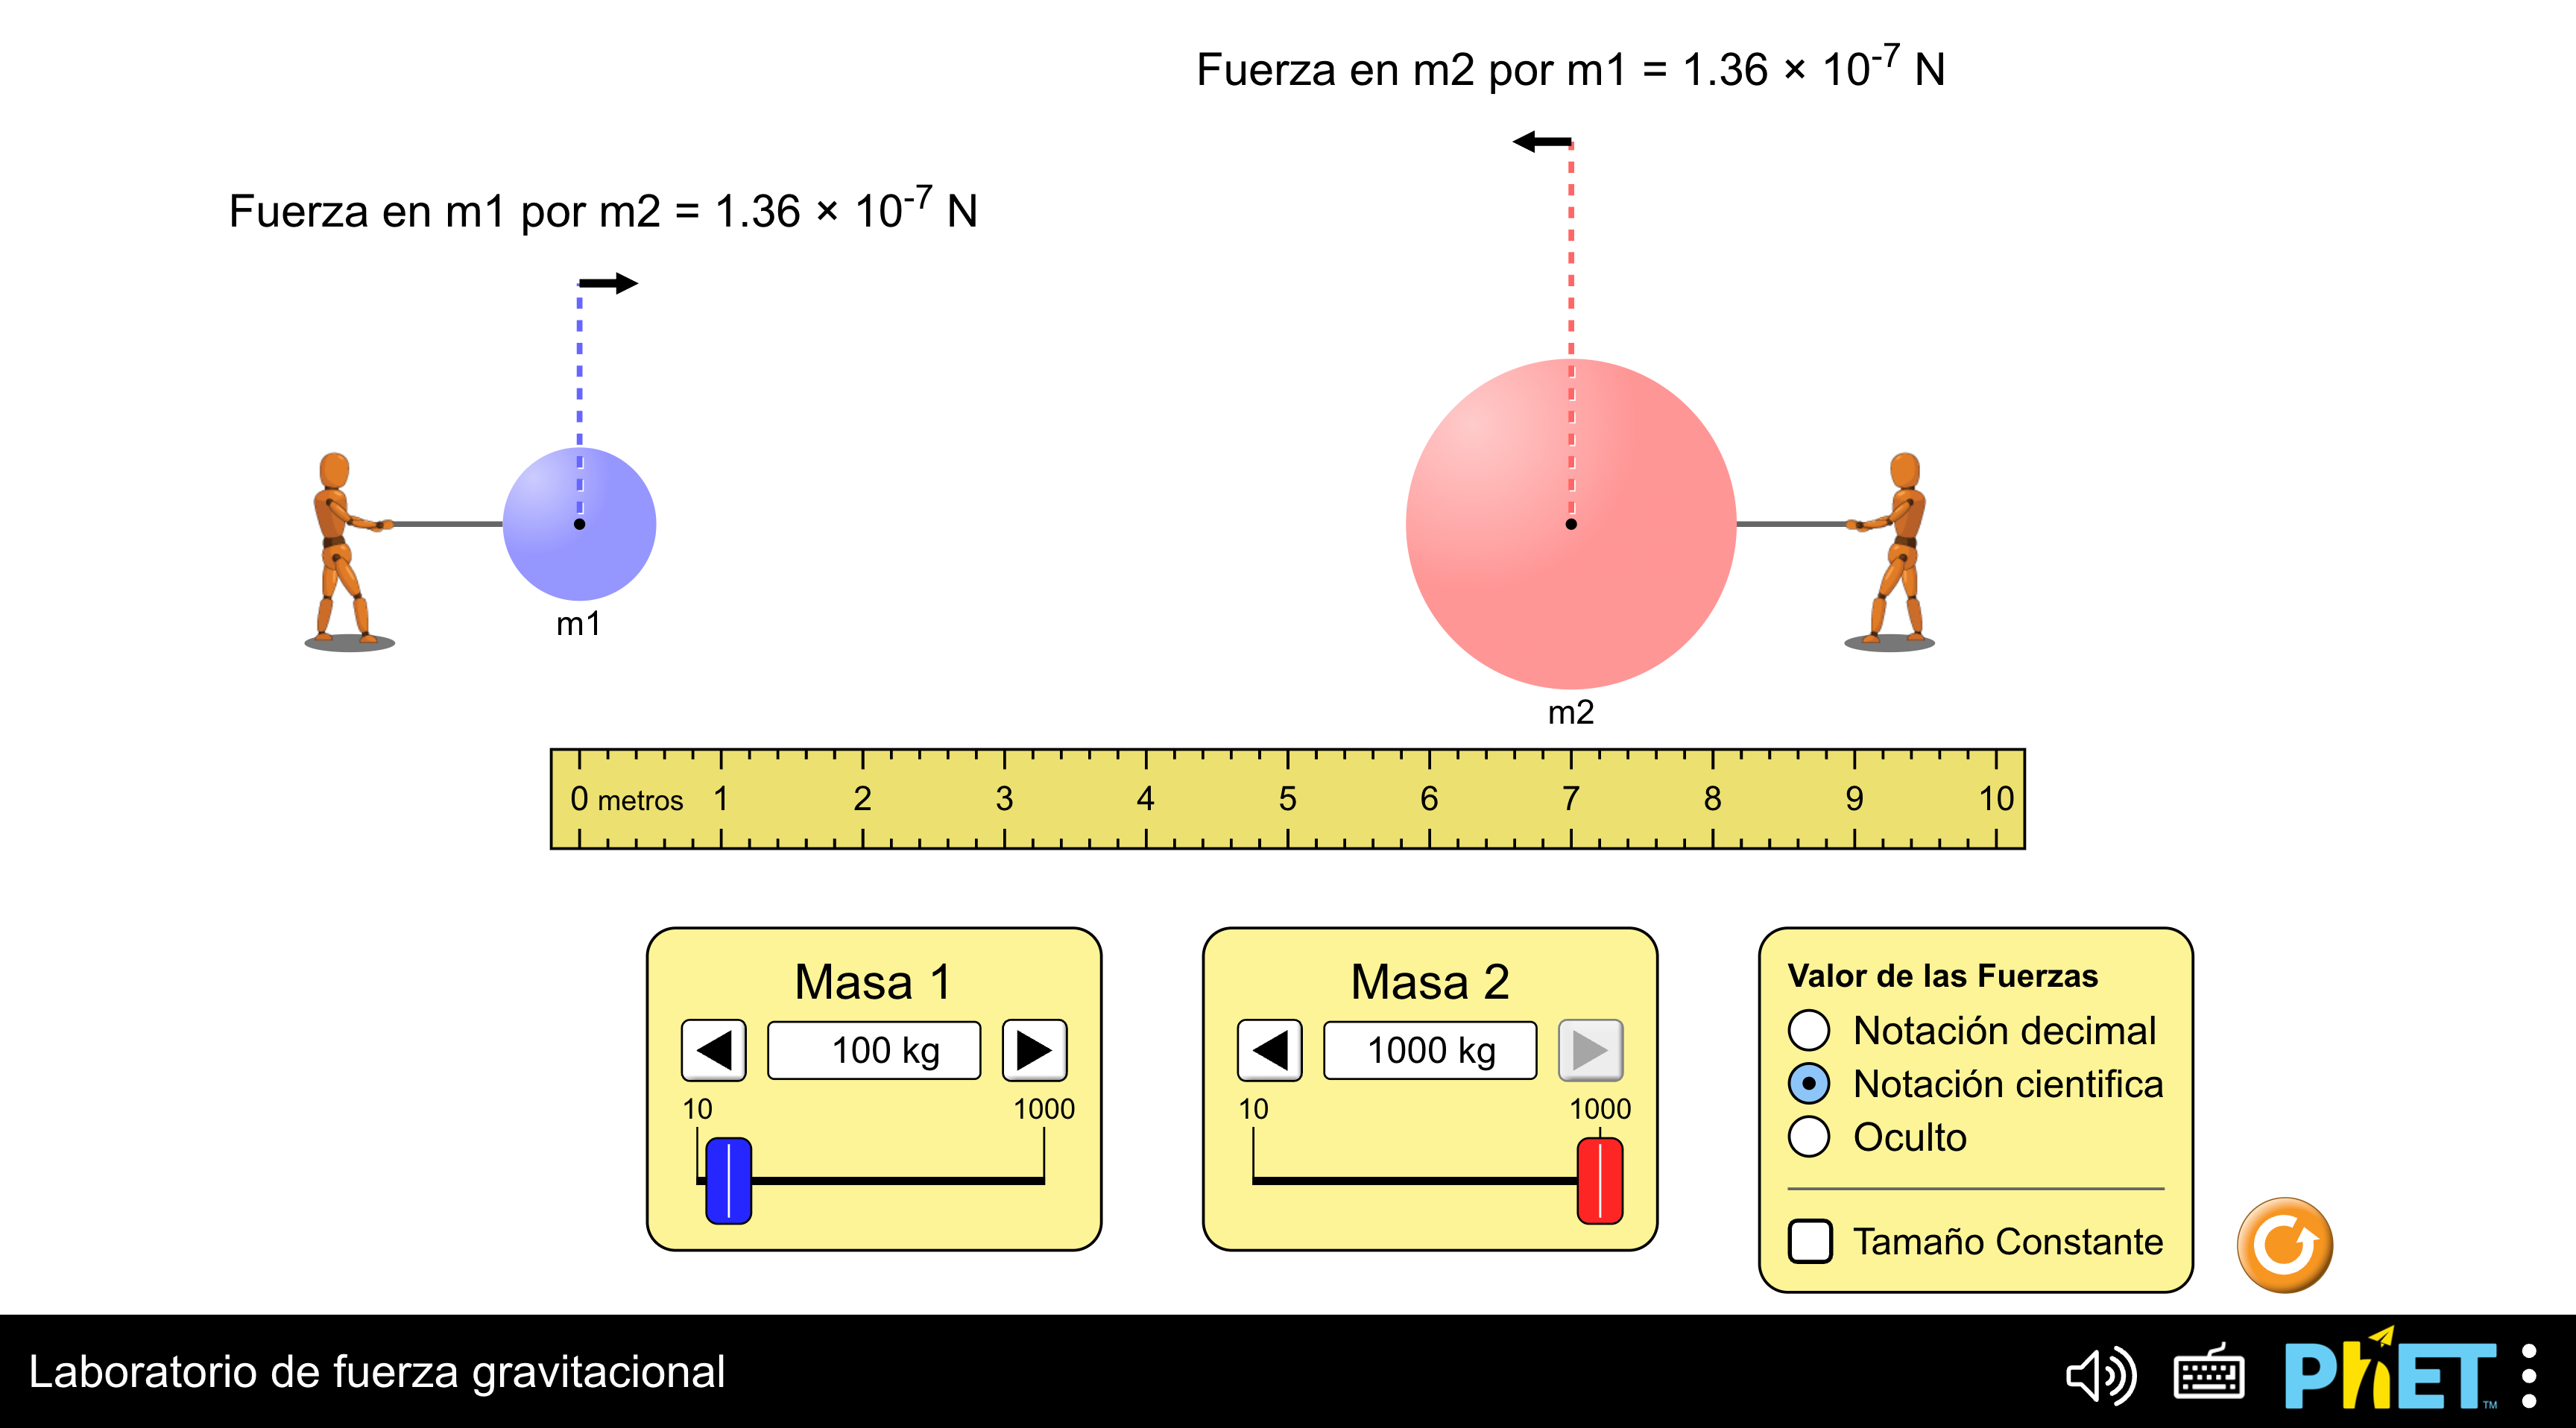 Fuerza en m2 por m1 = 1.36 × 10⁻⁷ N
Fuerza en m1 por m2 = 1.36 × 10⁻⁷ N
m1
m2
0 metros 1 2 3 4 5 6 7 8 9 10
Masa 1
100 kg
10 1000
Masa 2
1000 kg
10 1000
Valor de las Fuerzas
Notación decimal
Notación cientifica
Oculto
Tamaño Constante
Laboratorio de fuerza gravitacional
PhET™